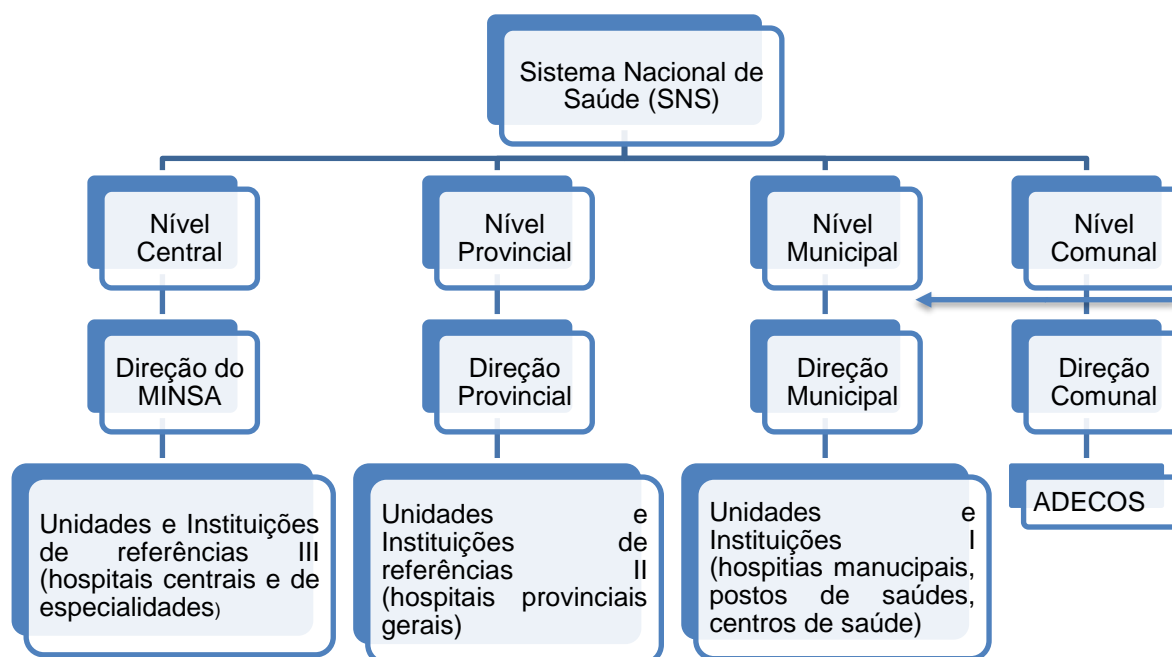 Sistema Nacional de
Saúde (SNS)
Nível
Central
Nível
Provincial
Nível
Municipal
Nível
Comunal
Direção do
MINSA
Direção
Provincial
Direção
Municipal
Direção
Comunal
Unidades e Instituições
de referências III
(hospitais centrais e de
especialidades)
Unidades e
Instituições de
referências II
(hospitais provinciais
gerais)
Unidades e
Instituições I
(hospitias manucipais,
postos de saúdes,
centros de saúde)
ADECOS